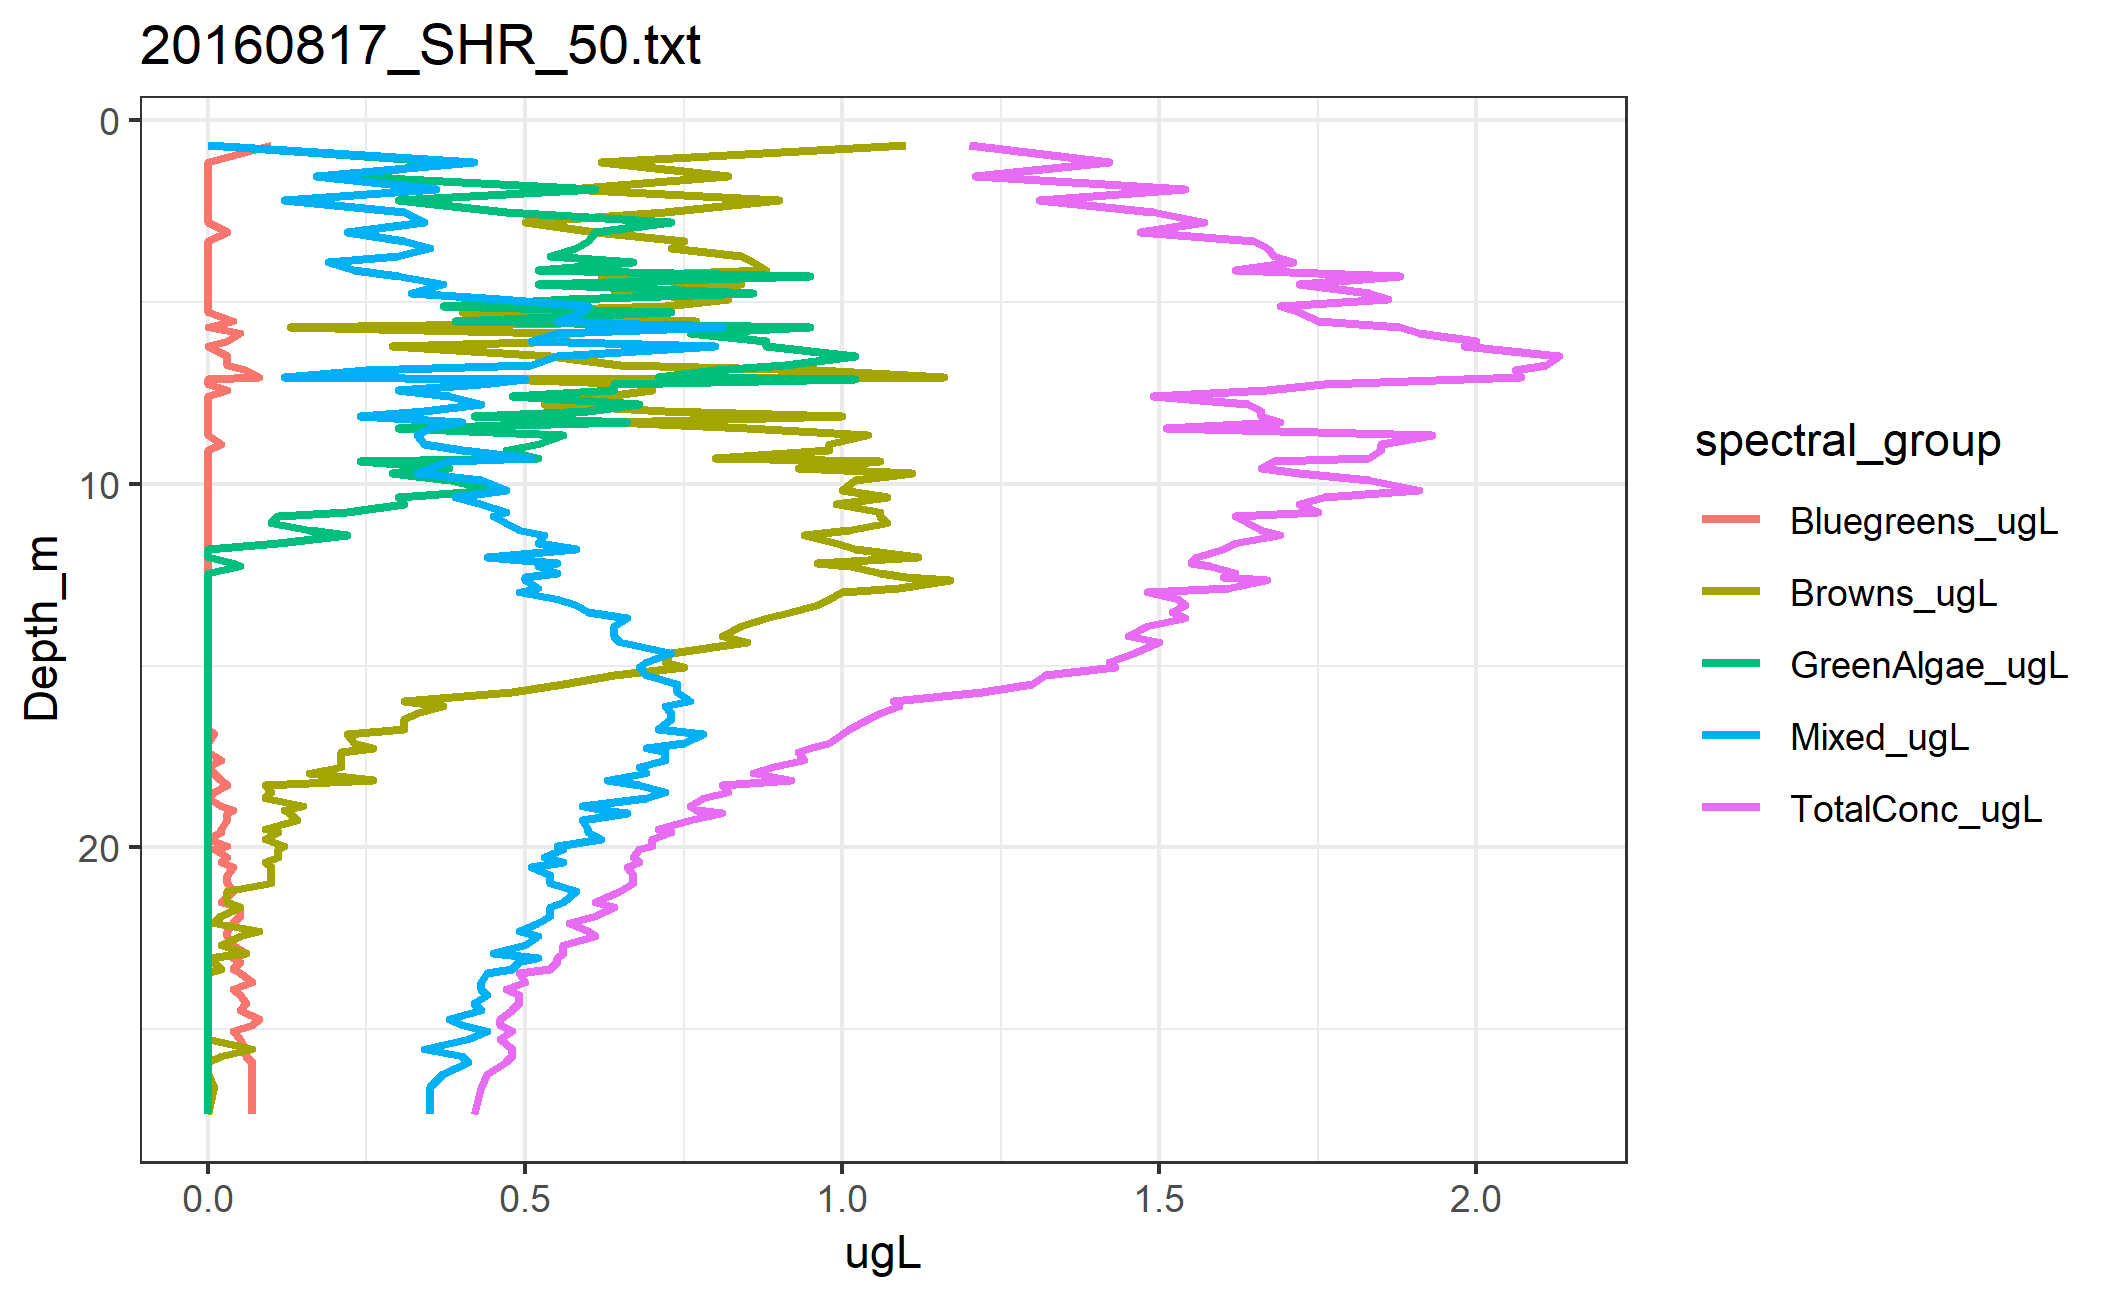 20160817_SHR_50.txt
0
10
20
Depth_m
0.0 0.5 1.0 1.5 2.0
ugL
spectral_group
Bluegreens_ugL
Browns_ugL
GreenAlgae_ugL
Mixed_ugL
TotalConc_ugL